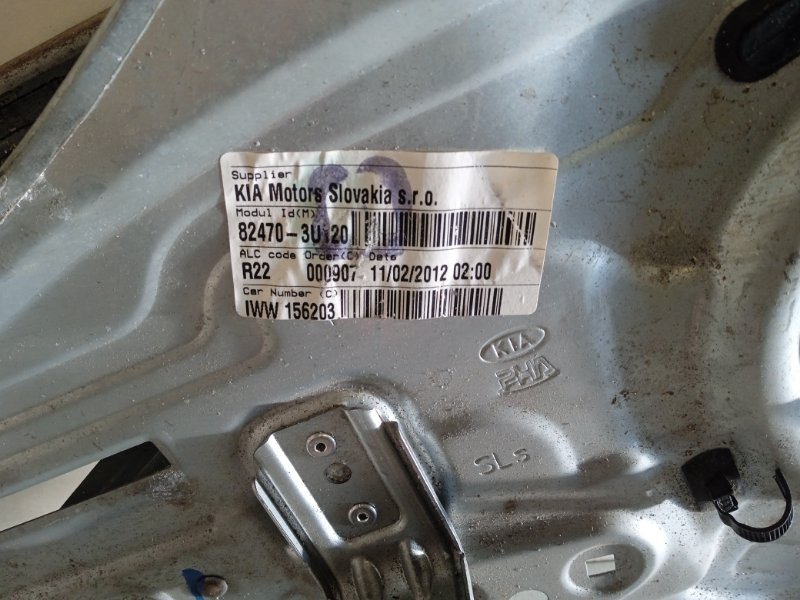 Supplier
KIA Motors Slovakia s.r.o.
Modul Id(M)
82470-3U120
ALC code Order(C) Date
R22 000907 11/02/2012 02:00
Car Number (C)
IWW 156203
KIA
PHA
SLs